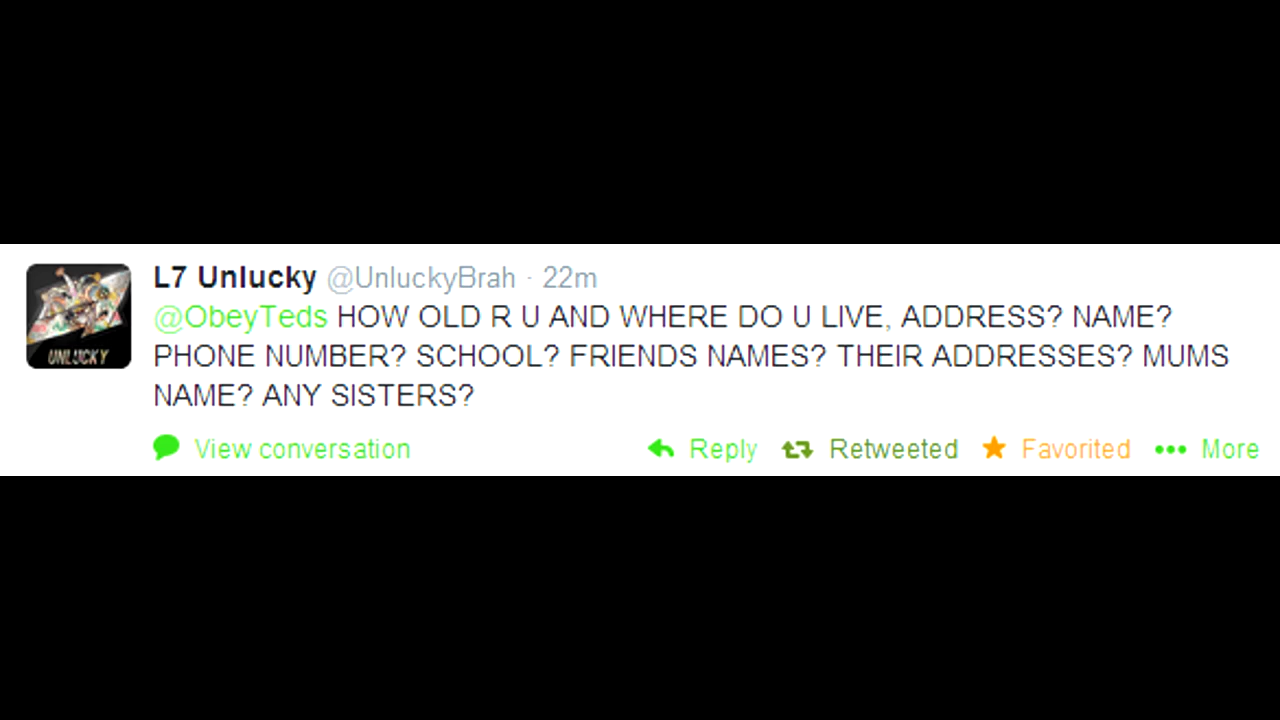 L7 Unlucky @UnluckyBrah · 22m
@ObeyTeds HOW OLD R U AND WHERE DO U LIVE, ADDRESS? NAME?
PHONE NUMBER? SCHOOL? FRIENDS NAMES? THEIR ADDRESSES? MUMS
NAME? ANY SISTERS?
UNLUCKY
View conversation Reply Retweeted Favorited More